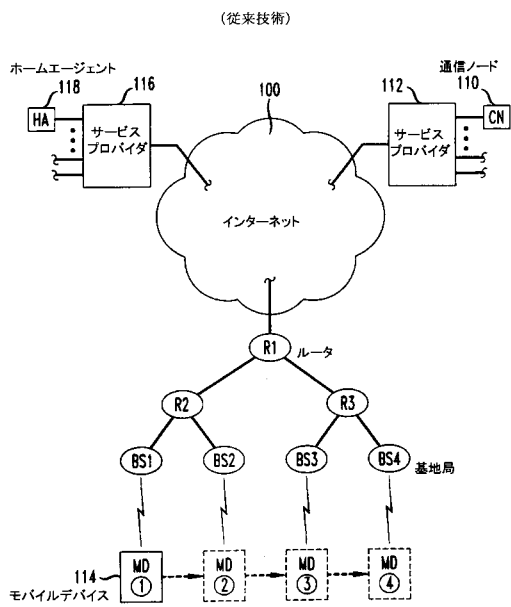 (従来技術)
ホームエージェント
118
116
HA
サービス
プロバイダ
100
インターネット
通信ノード
112
110
サービス
プロバイダ
CN
R1
ルータ
R2
R3
BS1
BS2
BS3
BS4
基地局
114
モバイルデバイス
MD
①
MD
②
MD
③
MD
④